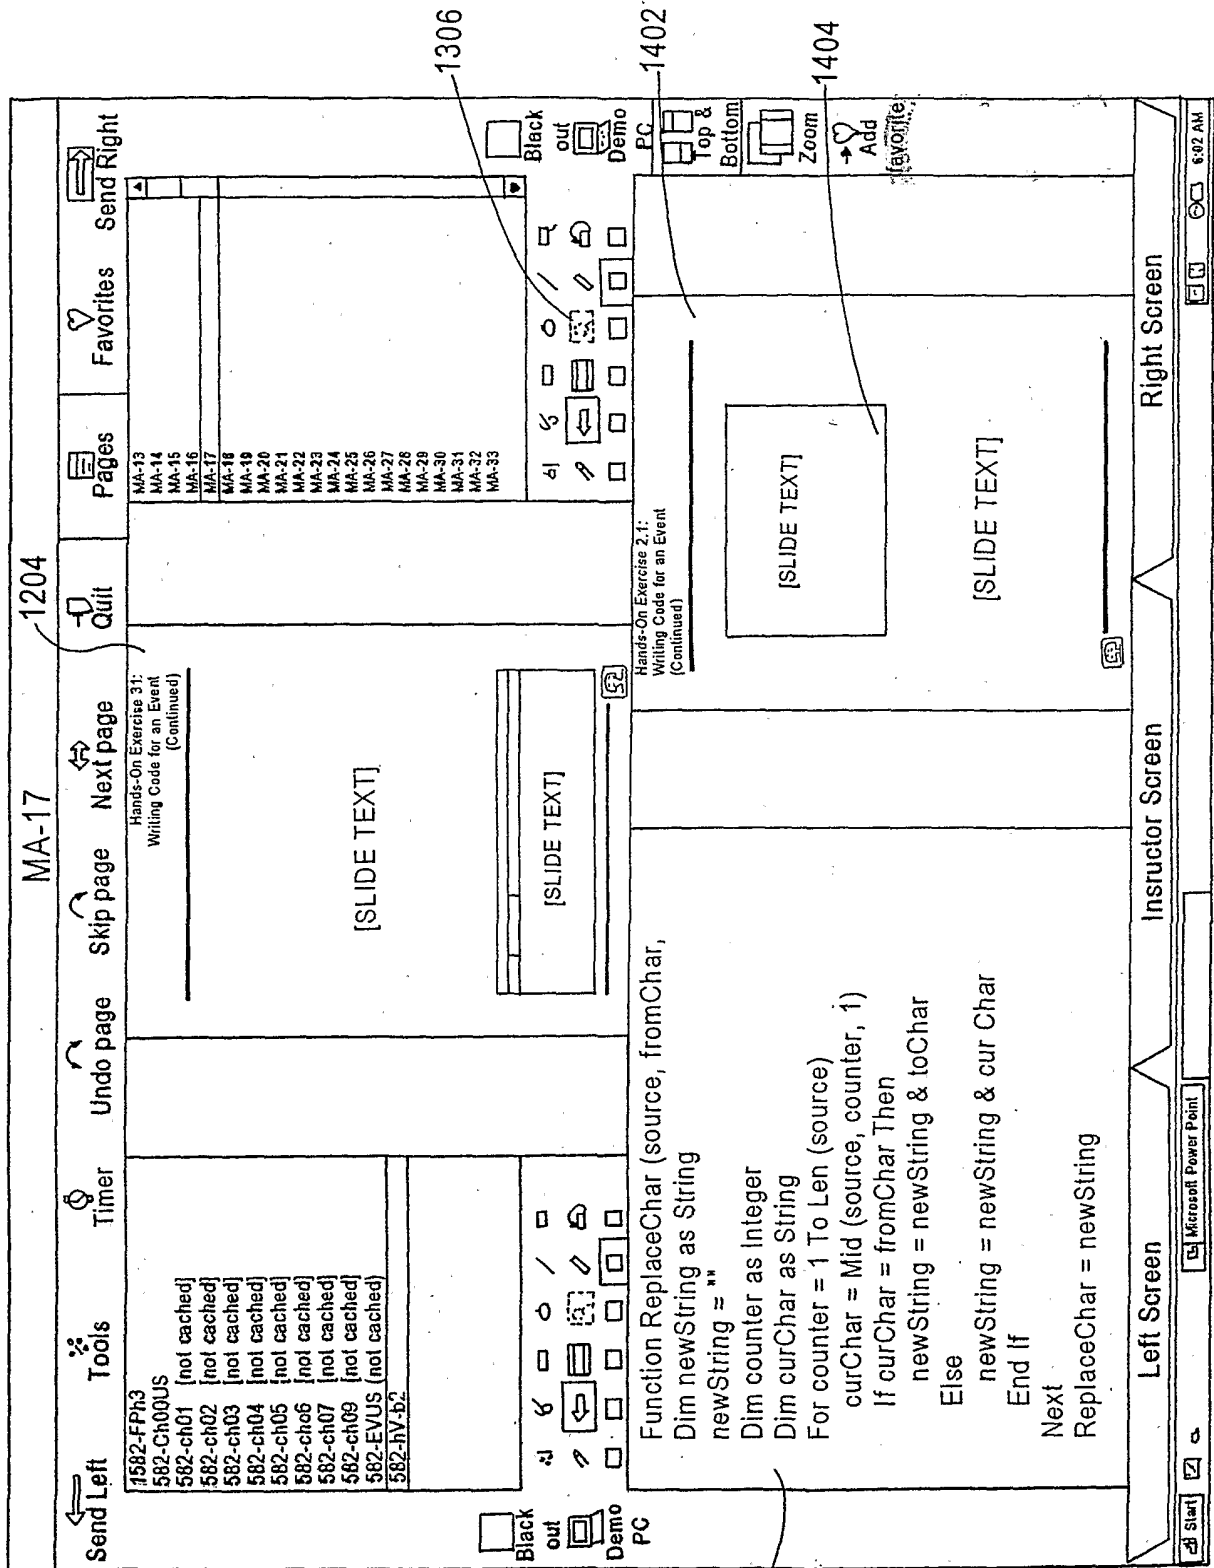 MA-17
1204
Send Left
Tools
Timer
Undo page
Skip page
Next page
Quit
Pages
Favorites
Send Right
1582-FPh3
582-Ch00US
582-ch01 [not cached]
582-ch02 [not cached]
582-ch03 [not cached]
582-ch04 [not cached]
582-ch05 [not cached]
582-cho6 [not cached]
582-ch07 [not cached]
582-ch09 [not cached]
582-EVUS (not cached)
582-hV-b2
Hands-On Exercise 31:
Writing Code for an Event
(Continued)
[SLIDE TEXT]
[SLIDE TEXT]
MA-13
MA-14
MA-15
MA-16
MA-17
MA-18
MA-19
MA-20
MA-21
MA-22
MA-23
MA-24
MA-25
MA-26
MA-27
MA-28
MA-29
MA-30
MA-31
MA-32
MA-33
1306
Black
out
Demo
PC
Black
out
Demo
PC
Function ReplaceChar (source, fromChar,
Dim newString as String
newString = ""
Dim counter as Integer
Dim curChar as String
For counter = 1 To Len (source)
curChar = Mid (source, counter, 1)
If curChar = fromChar Then
newString = newString & toChar
Else
newString = newString & cur Char
End If
Next
ReplaceChar = newString
Hands-On Exercise 2.1:
Writing Code for an Event
(Continued)
[SLIDE TEXT]
[SLIDE TEXT]
1402
Top &
Bottom
Zoom
Add
favorite
1404
Left Screen
Insructor Screen
Right Screen
Start
Microsoft Power Point
6:02 AM